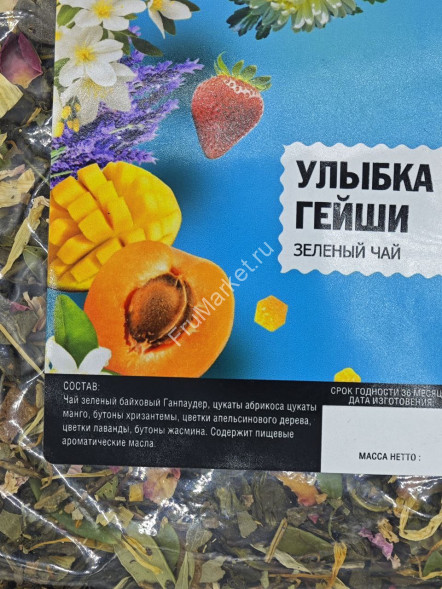 УЛЫБКА
ГЕЙШИ
ЗЕЛЕНЫЙ ЧАЙ
FruMarket.ru
СОСТАВ:
Чай зеленый байховый Ганпаудер, цукаты абрикоса цукаты
манго, бутоны хризантемы, цветки апельсинового дерева,
цветки лаванды, бутоны жасмина. Содержит пищевые
ароматические масла.
СРОК ГОДНОСТИ 36 МЕСЯЦ
ДАТА ИЗГОТОВЛЕНИЯ:
МАССА НЕТТО :